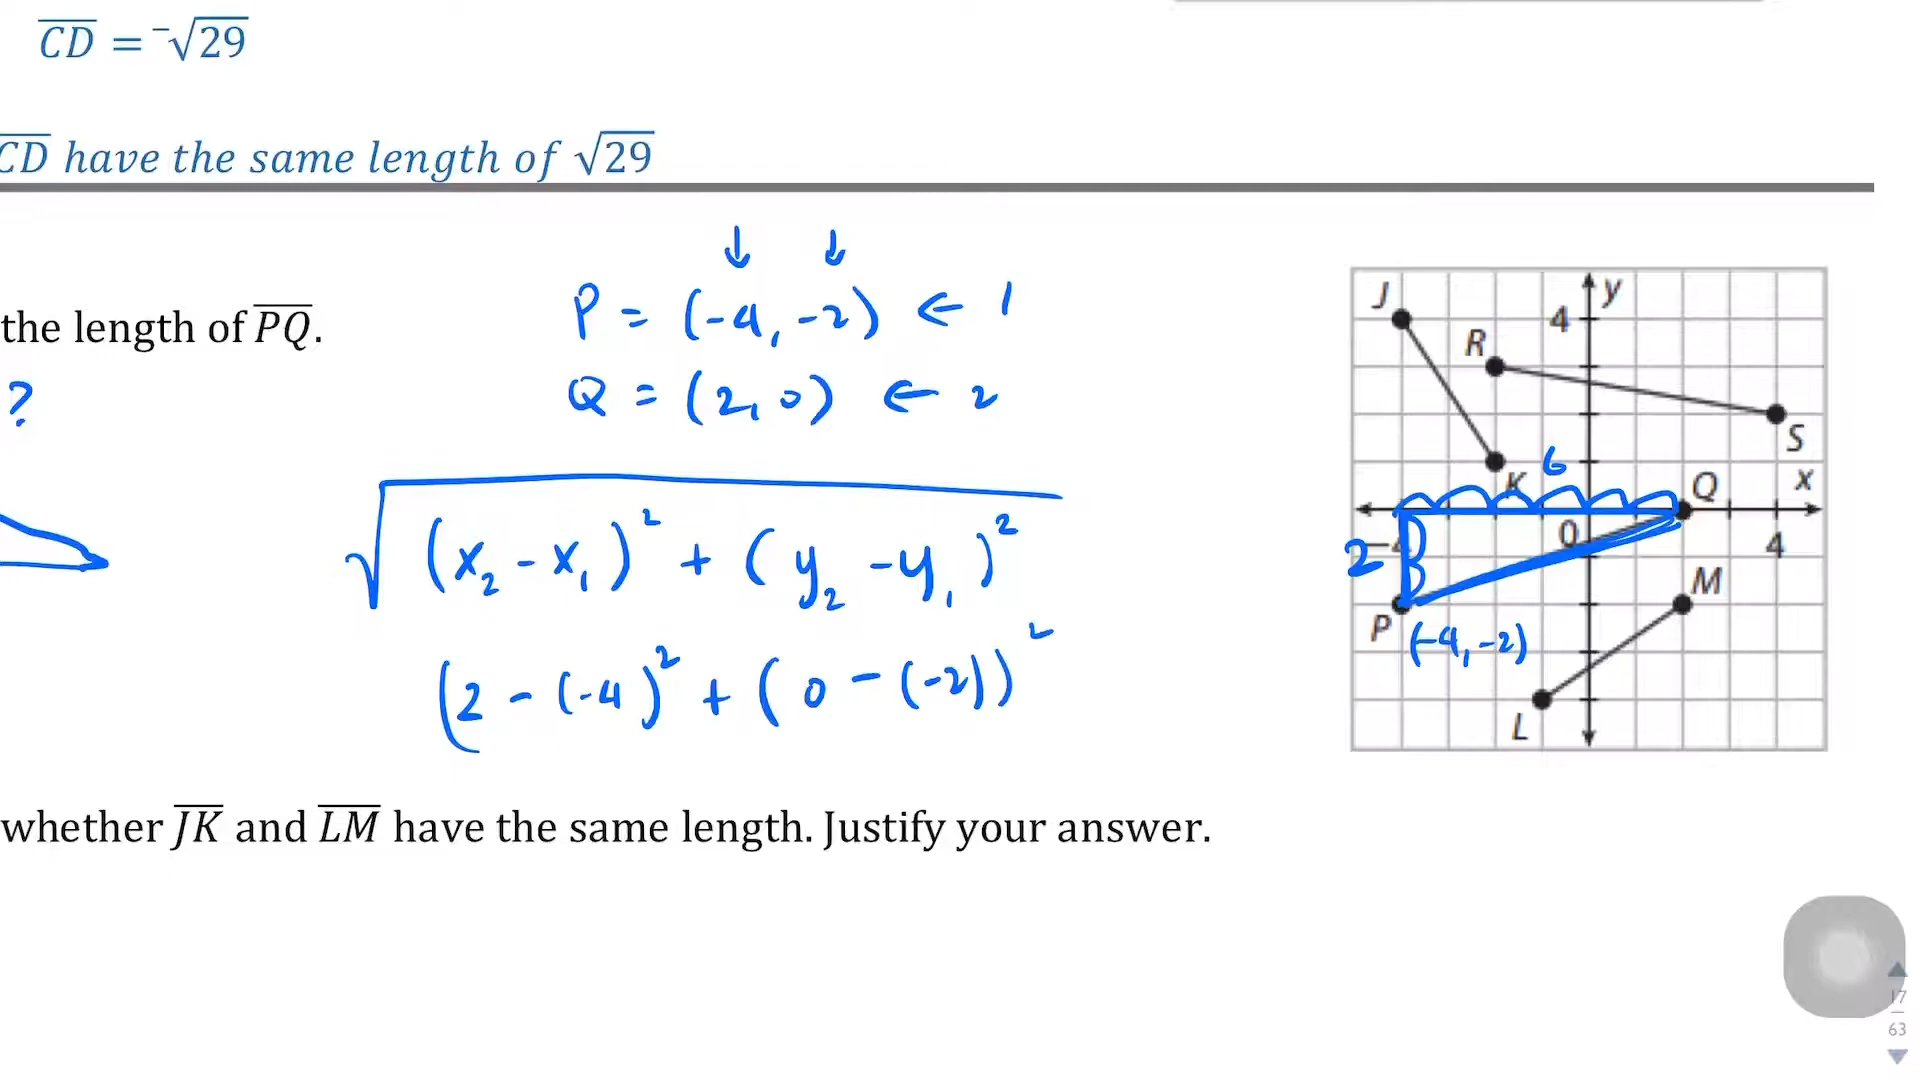 CD = ⁻√29
CD have the same length of √29
the length of PQ.
?
↓ ↓
P = (-4, -2) ← 1
Q = (2, 0) ← 2
√(x₂ - x₁)² + (y₂ - y₁)²
(2 - (-4)² + (0 - (-2))²
J
R
4
y
S
K
6
Q
x
2
-4
0
4
P
(-4, -2)
M
L
whether JK and LM have the same length. Justify your answer.
17
63